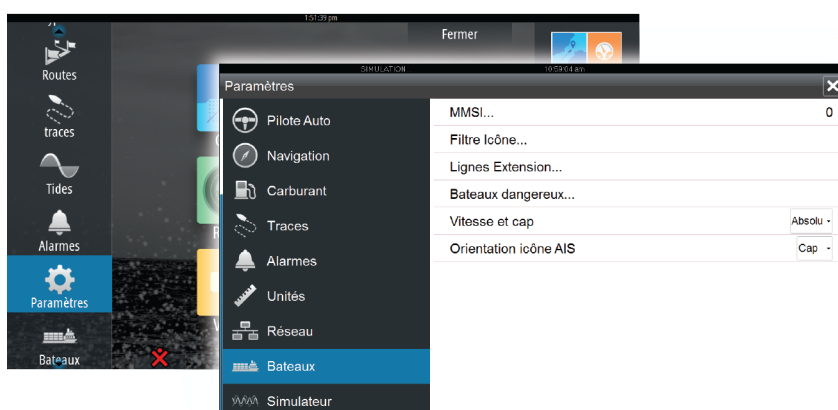 1:51:39 pm
Fermer
Routes
traces
Tides
Alarmes
Paramètres
Bateaux
SIMULATION
10:59:04 am
Paramètres
Pilote Auto
Navigation
Carburant
Traces
Alarmes
Unités
Réseau
Bateaux
Simulateur
MMSI... 0
Filtre Icône...
Lignes Extension...
Bateaux dangereux...
Vitesse et cap Absolu
Orientation icône AIS Cap